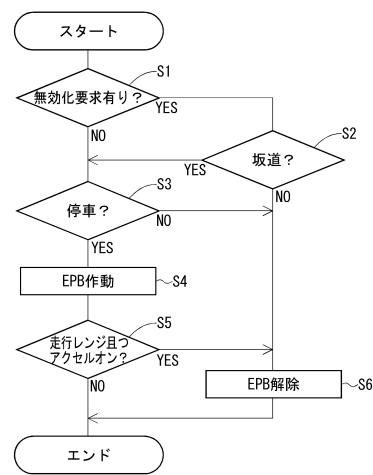 スタート
S1
無効化要求有り？
YES
NO
S2
坂道？
YES
NO
S3
停車？
NO
YES
EPB作動
S4
S5
走行レンジ且つ
アクセルオン？
YES
NO
EPB解除
S6
エンド